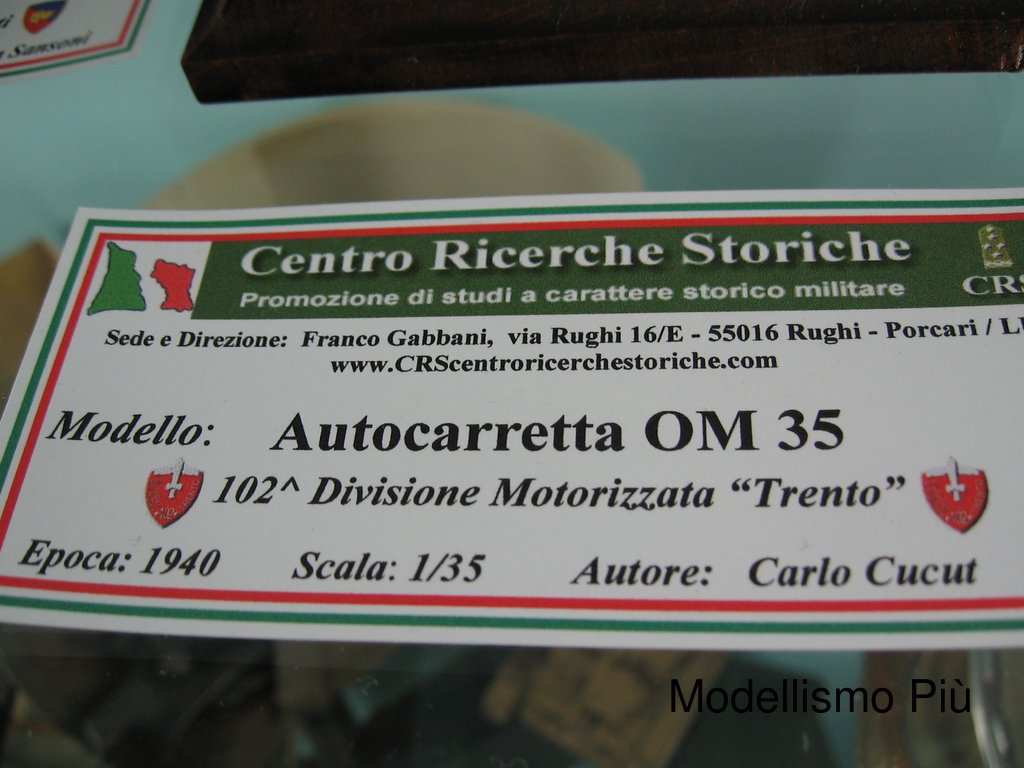 Sansoni
Centro Ricerche Storiche
Promozione di studi a carattere storico militare
CRS
Sede e Direzione: Franco Gabbani, via Rughi 16/E - 55016 Rughi - Porcari /
www.CRScentroricerchestoriche.com
Modello: Autocarretta OM 35
102^ Divisione Motorizzata “Trento”
Epoca: 1940 Scala: 1/35 Autore: Carlo Cucut
Modellismo Più